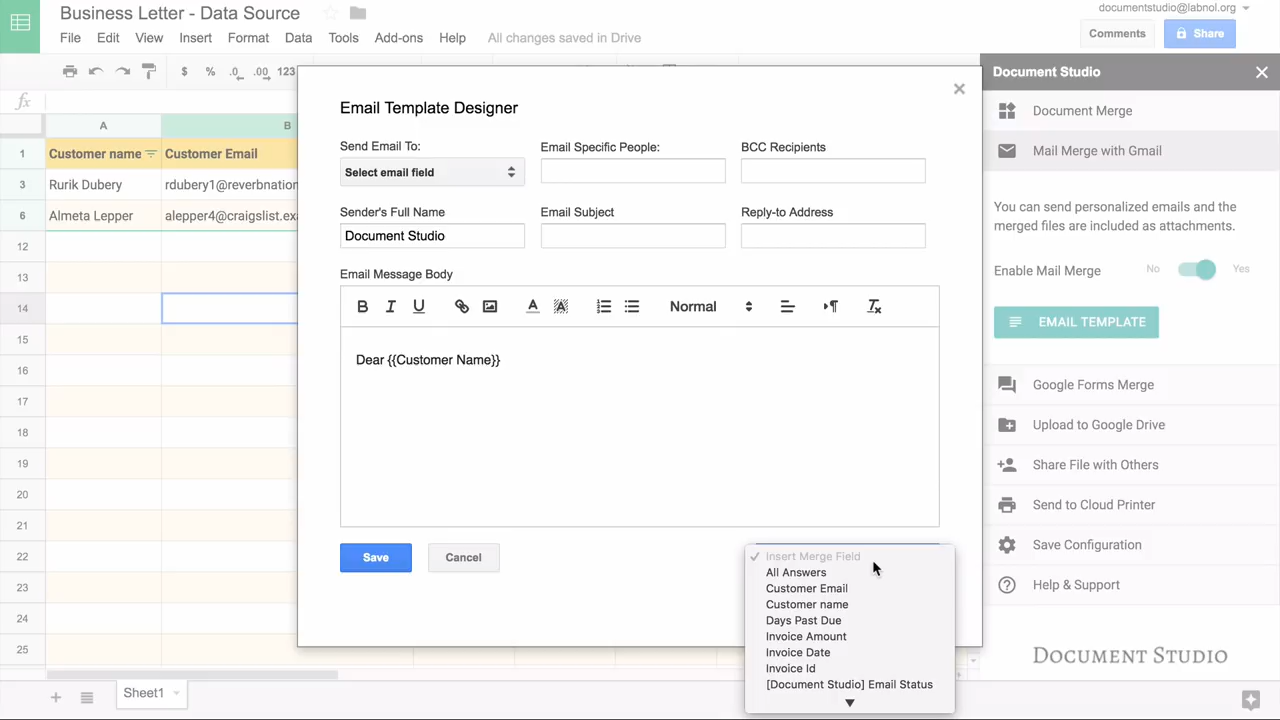 Business Letter - Data Source
documentstudio@labnol.org
File Edit View Insert Format Data Tools Add-ons Help All changes saved in Drive
Comments
Share
$ % .0 .00 123
fx
A B
1 Customer name Customer Email
3 Rurik Dubery rdubery1@reverbnation
6 Almeta Lepper alepper4@craigslist.exa
12
13
14
15
16
17
18
19
20
21
22
23
24
25
Sheet1
Email Template Designer
Send Email To: Email Specific People: BCC Recipients
Select email field
Sender's Full Name Email Subject Reply-to Address
Document Studio
Email Message Body
B I U A A Normal
Dear {{Customer Name}}
Save Cancel
Insert Merge Field
All Answers
Customer Email
Customer name
Days Past Due
Invoice Amount
Invoice Date
Invoice Id
[Document Studio] Email Status
Document Studio
Document Merge
Mail Merge with Gmail
You can send personalized emails and the
merged files are included as attachments.
Enable Mail Merge No Yes
EMAIL TEMPLATE
Google Forms Merge
Upload to Google Drive
Share File with Others
Send to Cloud Printer
Save Configuration
Help & Support
DOCUMENT STUDIO